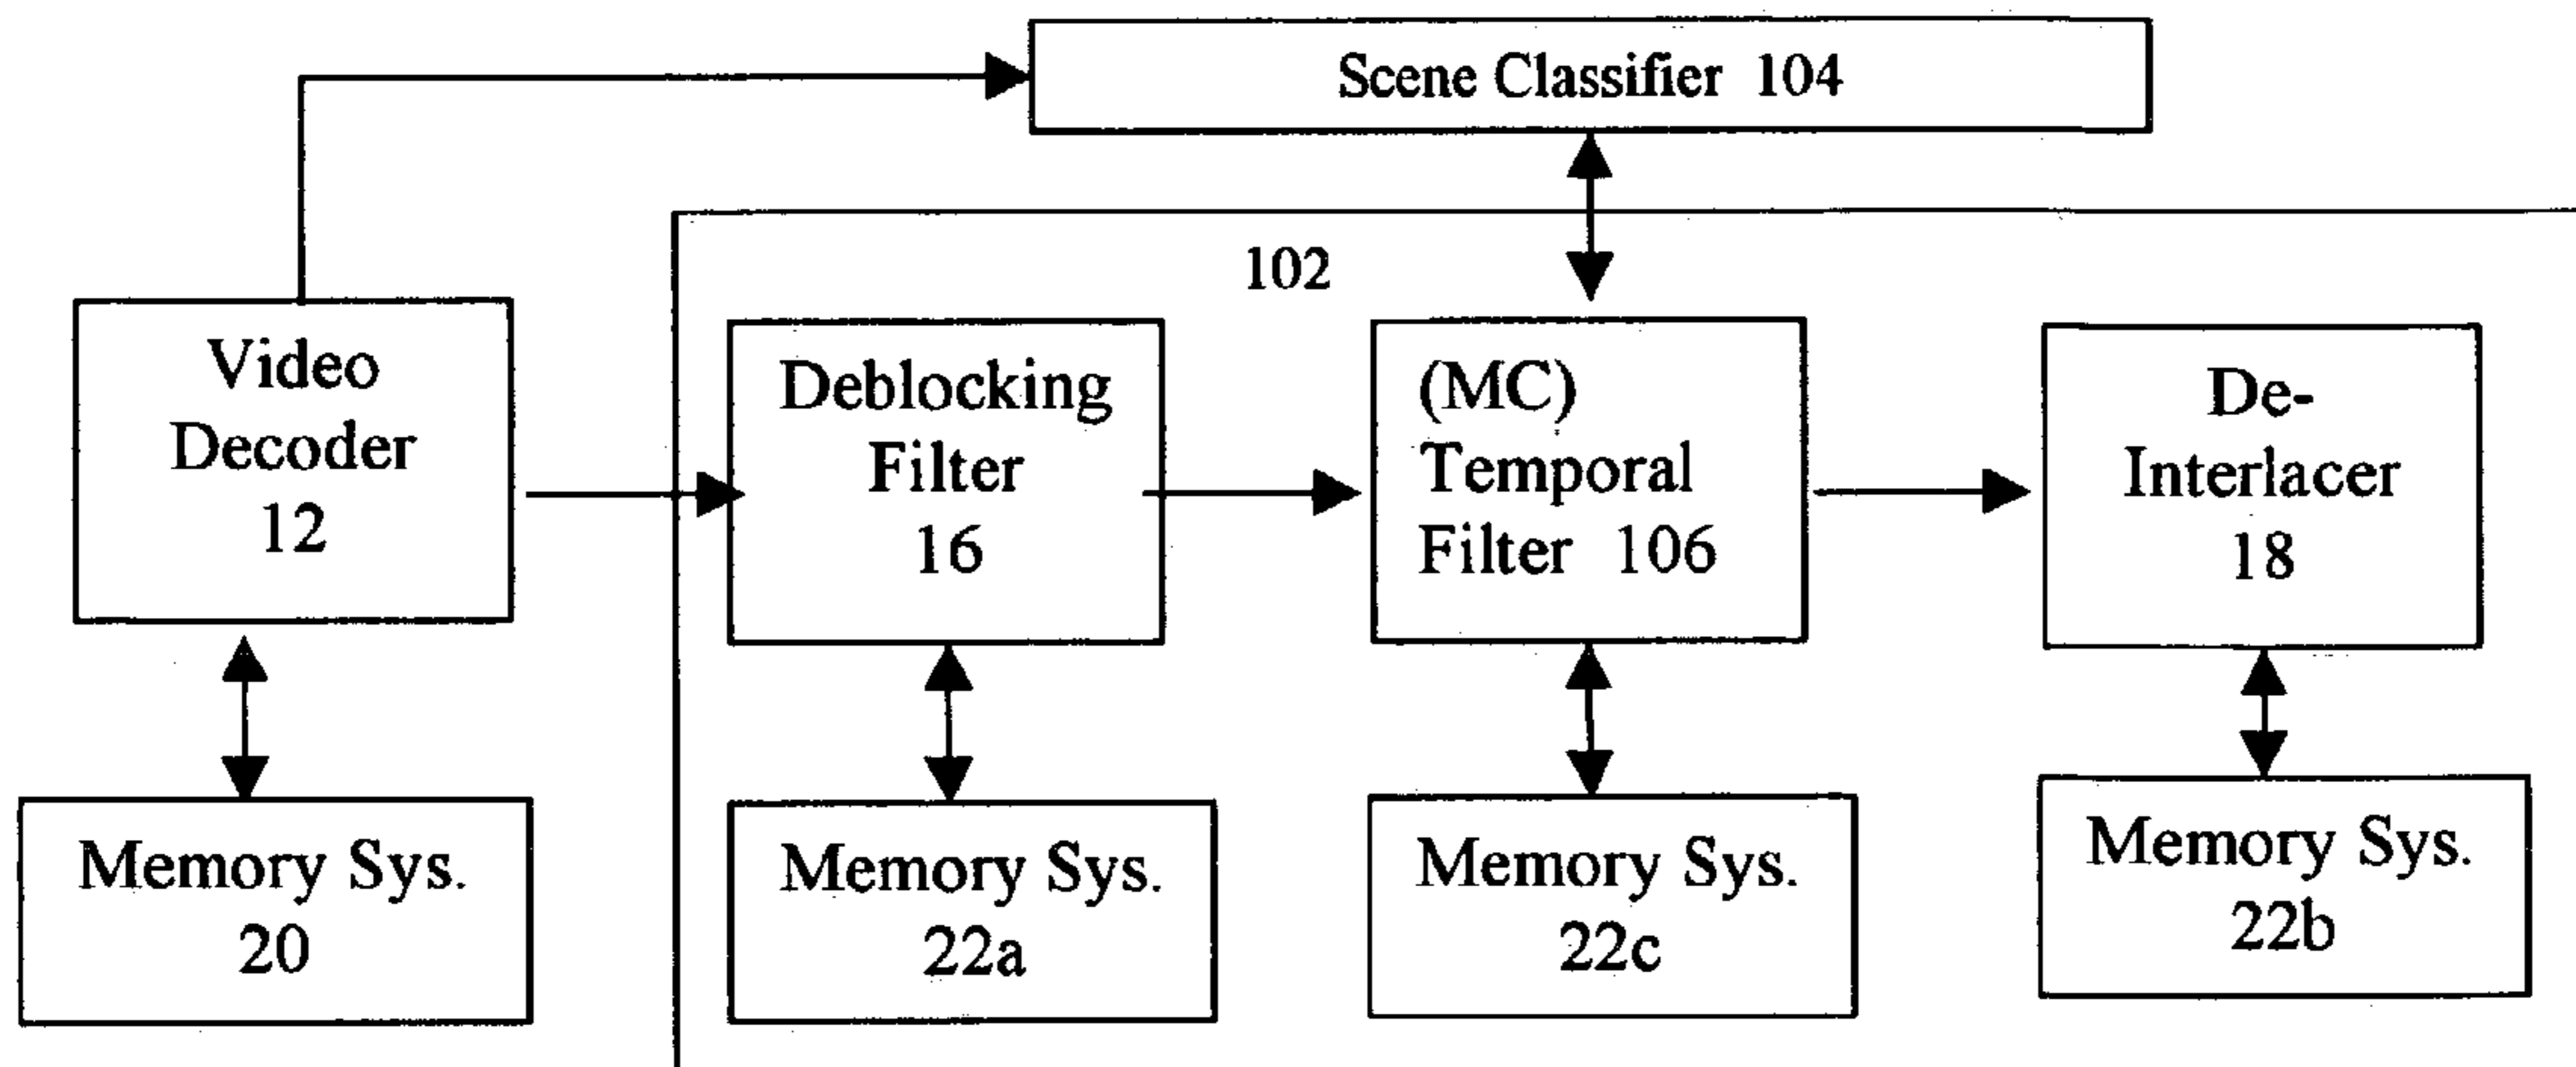 Scene Classifier 104
102
Video
Decoder
12
Deblocking
Filter
16
(MC)
Temporal
Filter 106
De-
Interlacer
18
Memory Sys.
20
Memory Sys.
22a
Memory Sys.
22c
Memory Sys.
22b